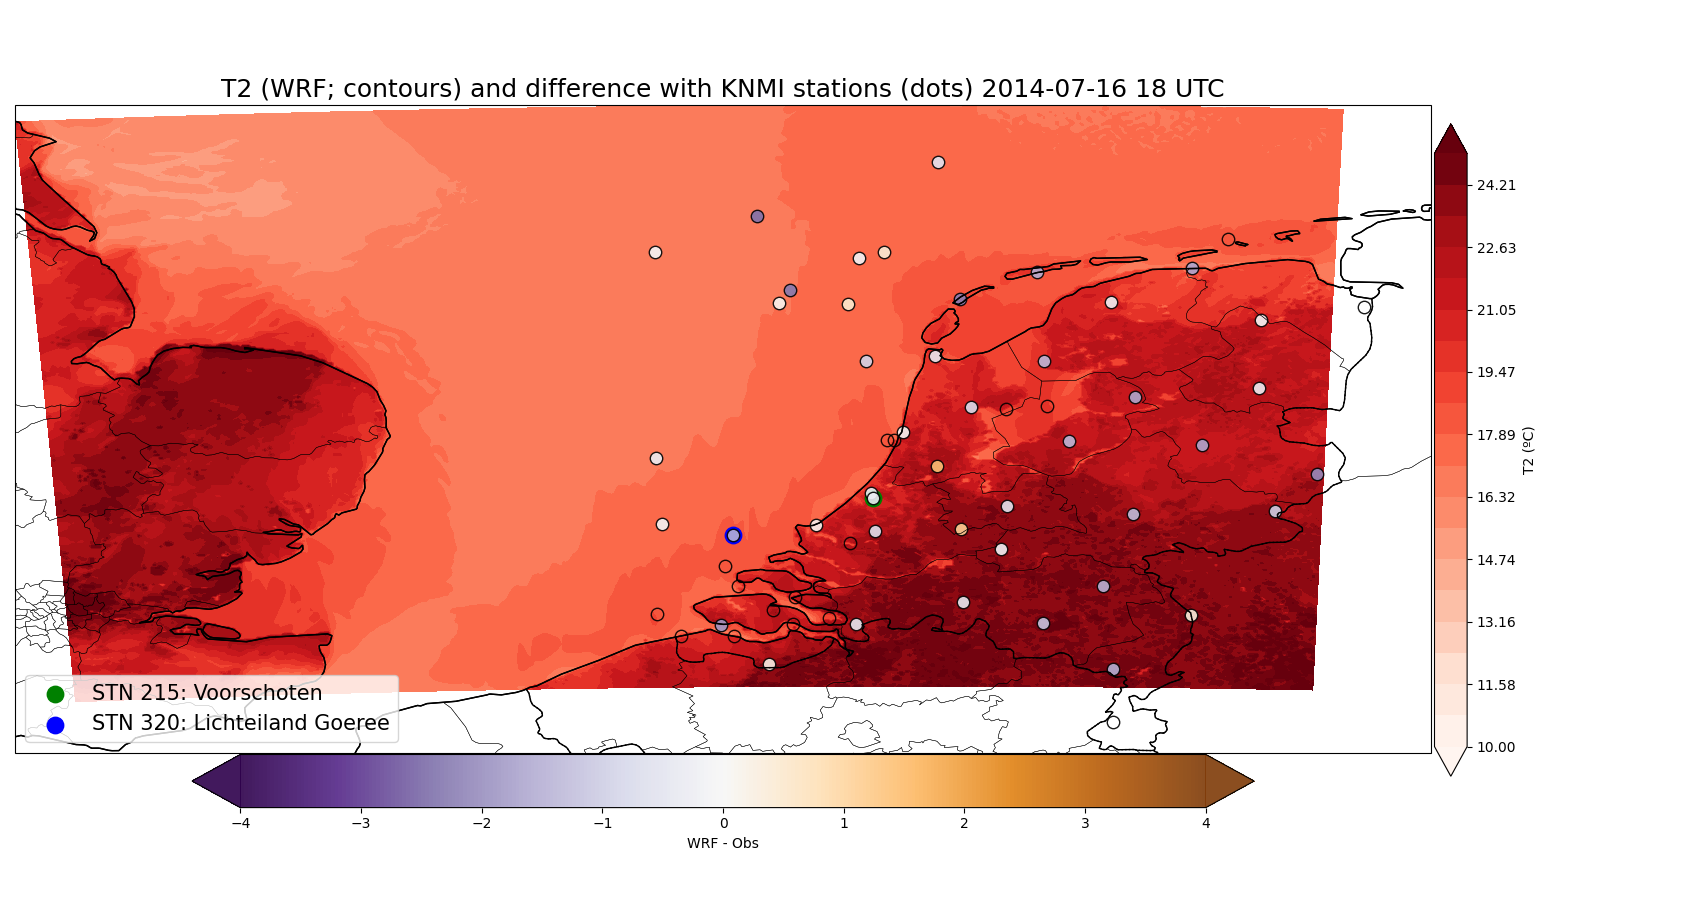 T2 (WRF; contours) and difference with KNMI stations (dots) 2014-07-16 18 UTC
24.21
22.63
21.05
19.47
17.89
16.32
14.74
13.16
11.58
10.00
T2 (ºC)
STN 215: Voorschoten
STN 320: Lichteiland Goeree
−4 −3 −2 −1 0 1 2 3 4
WRF - Obs